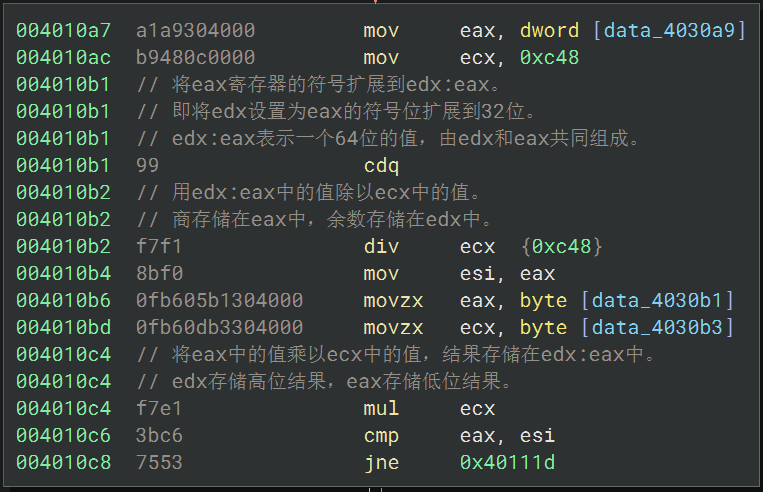 004010a7  a1a9304000  mov  eax, dword [data_4030a9]
004010ac  b9480c0000  mov  ecx, 0xc48
004010b1  // 将eax寄存器的符号扩展到edx:eax。
004010b1  // 即将edx设置为eax的符号位扩展到32位。
004010b1  // edx:eax表示一个64位的值，由edx和eax共同组成。
004010b1  99  cdq
004010b2  // 用edx:eax中的值除以ecx中的值。
004010b2  // 商存储在eax中，余数存储在edx中。
004010b2  f7f1  div  ecx  {0xc48}
004010b4  8bf0  mov  esi, eax
004010b6  0fb605b1304000  movzx  eax, byte [data_4030b1]
004010bd  0fb60db3304000  movzx  ecx, byte [data_4030b3]
004010c4  // 将eax中的值乘以ecx中的值，结果存储在edx:eax中。
004010c4  // edx存储高位结果，eax存储低位结果。
004010c4  f7e1  mul  ecx
004010c6  3bc6  cmp  eax, esi
004010c8  7553  jne  0x40111d